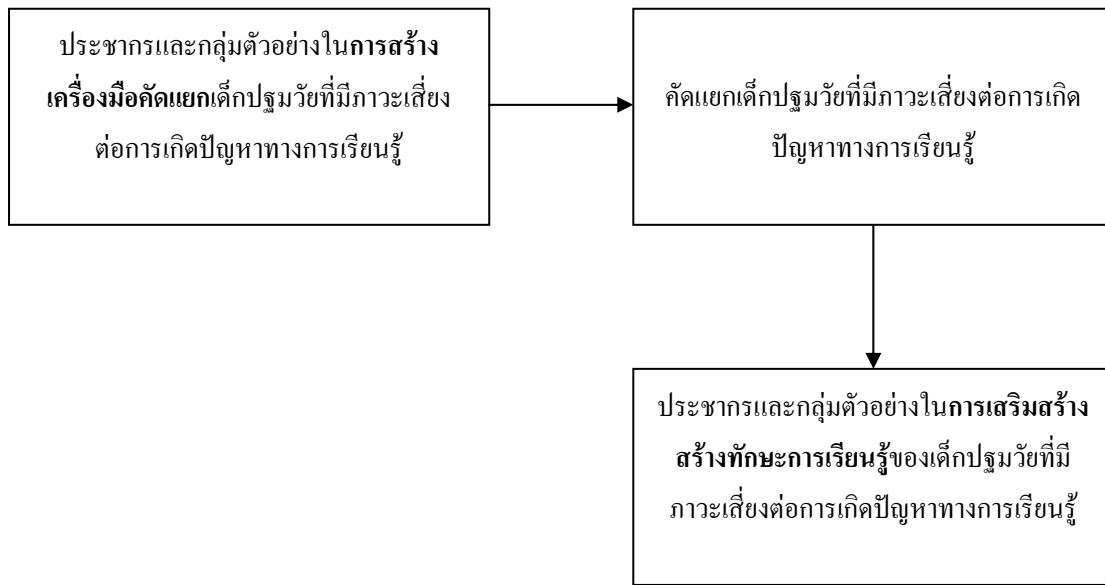 ประชากรและกลุ่มตัวอย่างในการสร้าง
เครื่องมือคัดแยกเด็กปฐมวัยที่มีภาวะเสี่ยง
ต่อการเกิดปัญหาทางการเรียนรู้
คัดแยกเด็กปฐมวัยที่มีภาวะเสี่ยงต่อการเกิด
ปัญหาทางการเรียนรู้
ประชากรและกลุ่มตัวอย่างในการเสริมสร้าง
สร้างทักษะการเรียนรู้ของเด็กปฐมวัยที่มี
ภาวะเสี่ยงต่อการเกิดปัญหาทางการเรียนรู้